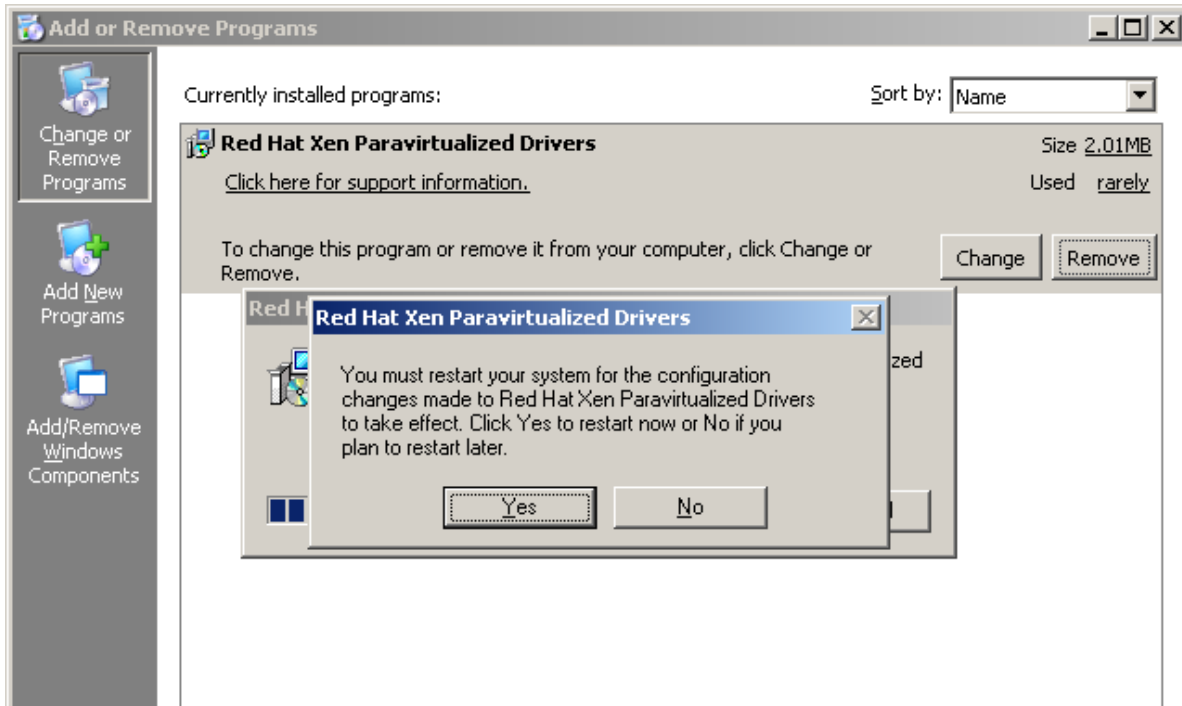 Add or Remove Programs
Change or
Remove
Programs
Add New
Programs
Add/Remove
Windows
Components
Currently installed programs:
Sort by: Name
Red Hat Xen Paravirtualized Drivers
Size 2.01MB
Click here for support information.
Used rarely
To change this program or remove it from your computer, click Change or
Remove.
Change
Remove
Red H
zed
Red Hat Xen Paravirtualized Drivers
You must restart your system for the configuration
changes made to Red Hat Xen Paravirtualized Drivers
to take effect. Click Yes to restart now or No if you
plan to restart later.
Yes
No